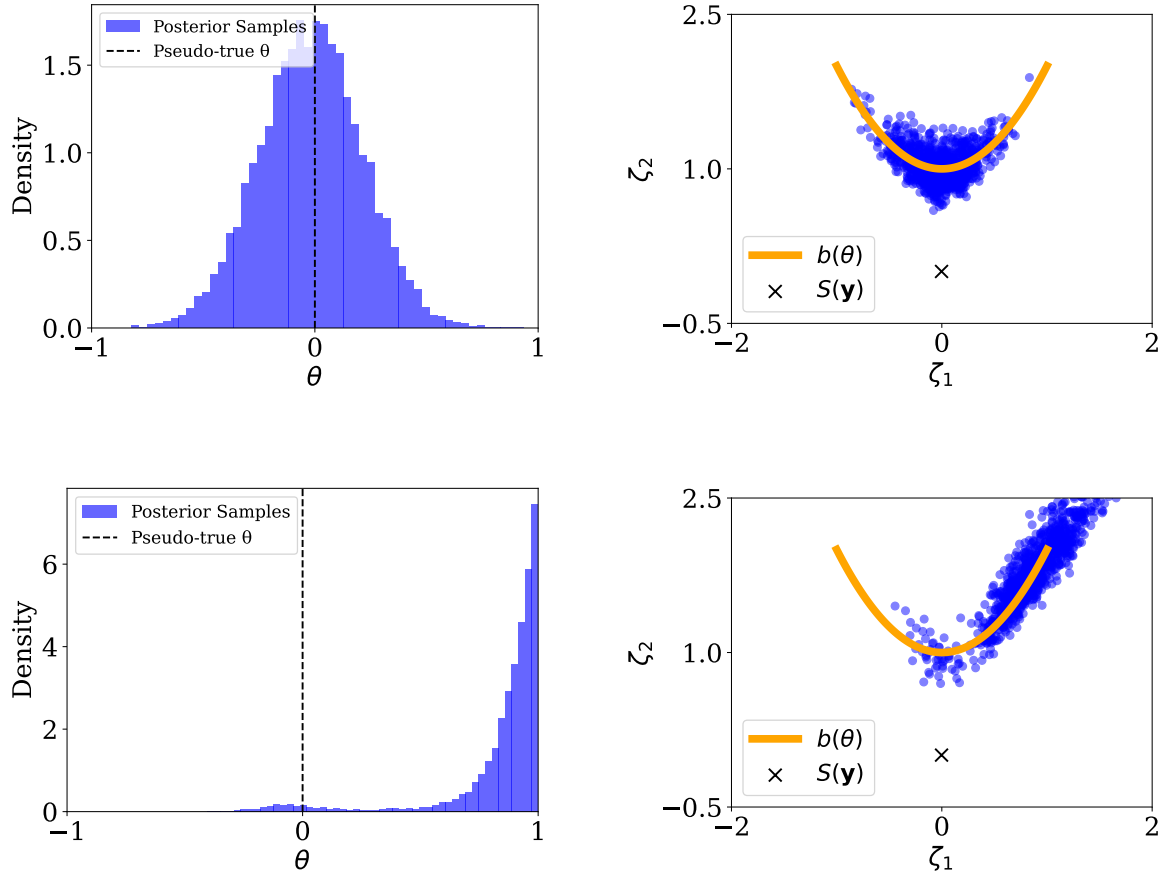 Posterior Samples
Pseudo-true θ
Density
1.5
1.0
0.5
0.0
−1
0
1
θ
2.5
1.0
−0.5
ζ2
b(θ)
S(y)
−2
0
2
ζ1
Posterior Samples
Pseudo-true θ
Density
6
4
2
0
−1
0
1
θ
2.5
1.0
−0.5
ζ2
b(θ)
S(y)
−2
0
2
ζ1